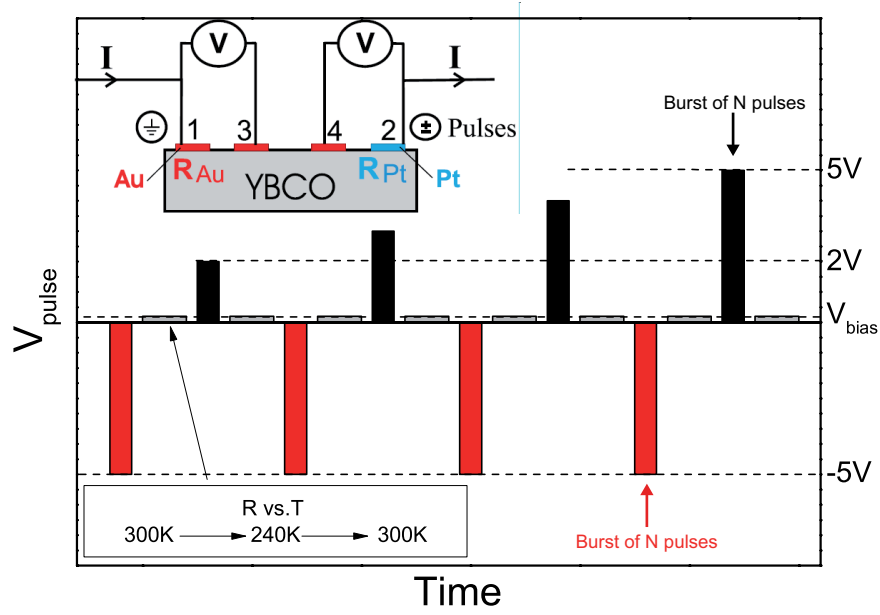 V
V
I
I
1
3
4
2
± Pulses
Au
R Au
YBCO
R Pt
Pt
Burst of N pulses
5V
2V
V bias
-5V
V pulse
R vs.T
300K
240K
300K
Burst of N pulses
Time